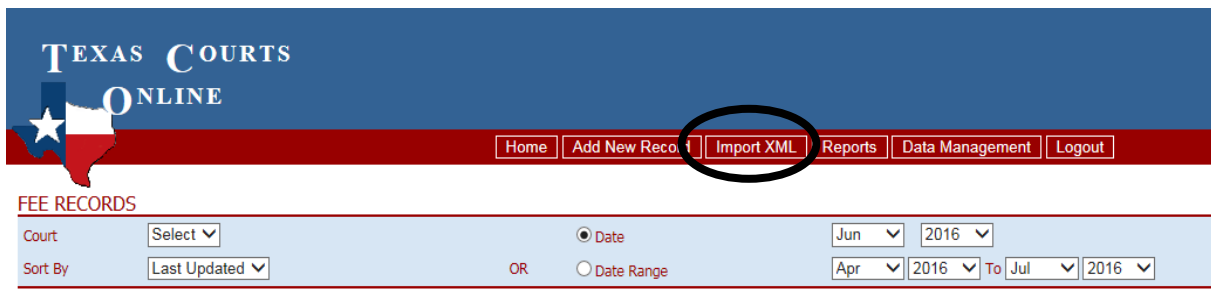 TEXAS COURTS
ONLINE
Home Add New Record Import XML Reports Data Management Logout
FEE RECORDS
Court Select Date Jun 2016
Sort By Last Updated OR Date Range Apr 2016 To Jul 2016